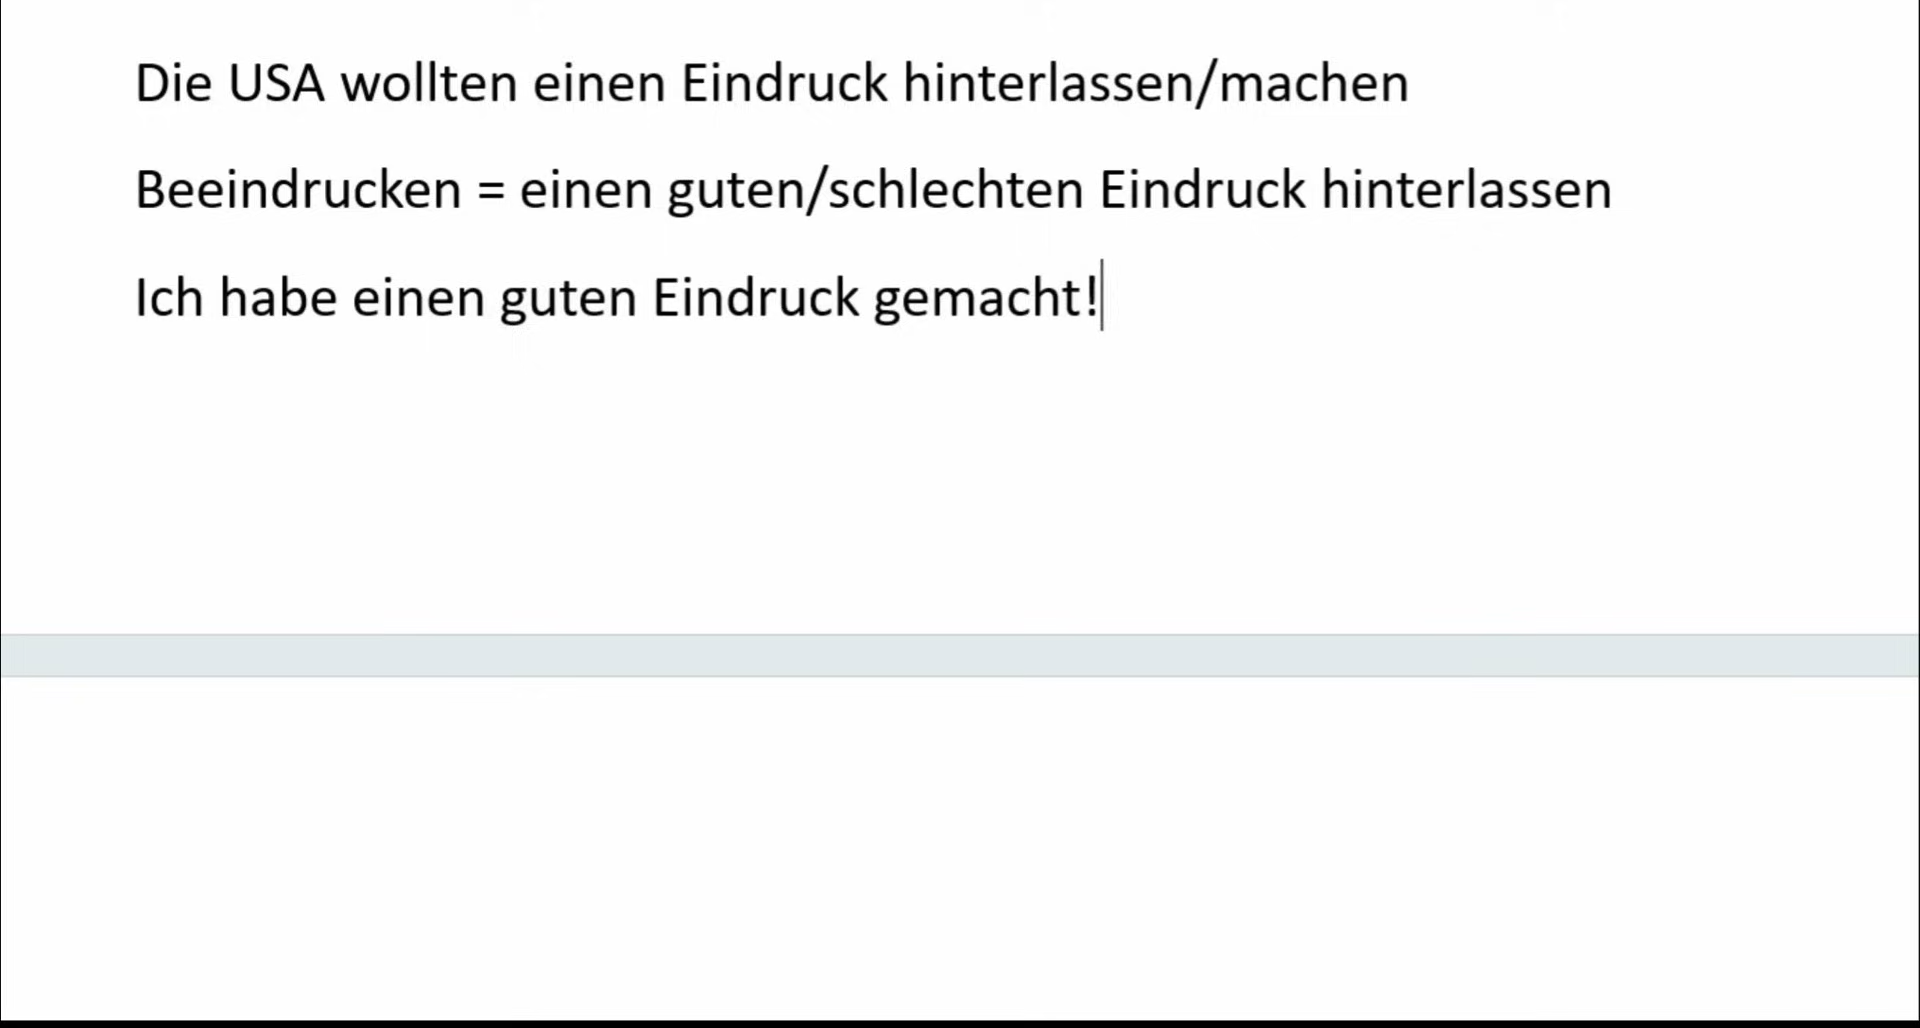 Die USA wollten einen Eindruck hinterlassen/machen
Beeindrucken = einen guten/schlechten Eindruck hinterlassen
Ich habe einen guten Eindruck gemacht!